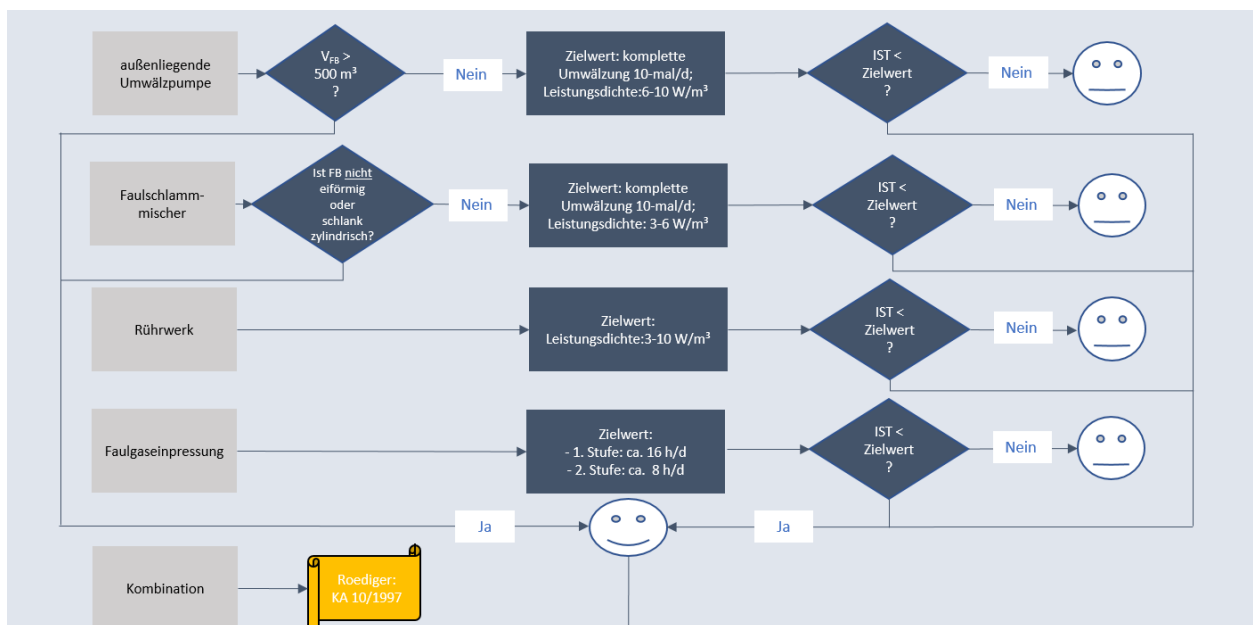 außenliegende
Umwälzpumpe
V_FB >
500 m³
?
Nein
Zielwert: komplette
Umwälzung 10-mal/d;
Leistungsdichte:6-10 W/m³
IST <
Zielwert
?
Nein
Faulschlamm-
mischer
Ist FB nicht
eiförmig
oder
schlank
zylindrisch?
Nein
Zielwert: komplette
Umwälzung 10-mal/d;
Leistungsdichte: 3-6 W/m³
IST <
Zielwert
?
Nein
Rührwerk
Zielwert:
Leistungsdichte:3-10 W/m³
IST <
Zielwert
?
Nein
Faulgaseinpressung
Zielwert:
- 1. Stufe: ca. 16 h/d
- 2. Stufe: ca. 8 h/d
IST <
Zielwert
?
Nein
Ja
Ja
Kombination
Roediger:
KA 10/1997